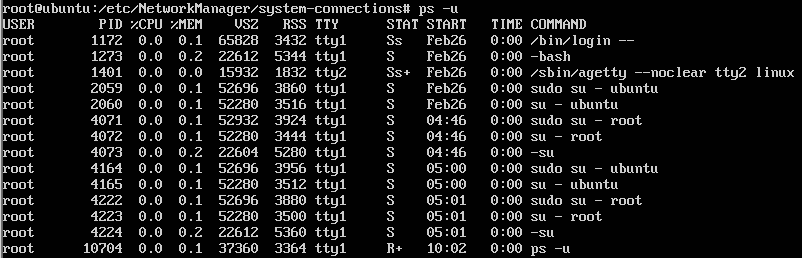 root@ubuntu:/etc/NetworkManager/system-connections# ps -u
USER       PID %CPU %MEM    VSZ   RSS TTY      STAT START   TIME COMMAND
root      1172  0.0  0.1  65828  3432 tty1     Ss   Feb26   0:00 /bin/login --
root      1273  0.0  0.2  22612  5344 tty1     S    Feb26   0:00 -bash
root      1401  0.0  0.0  15932  1832 tty2     Ss+  Feb26   0:00 /sbin/agetty --noclear tty2 linux
root      2059  0.0  0.1  52696  3860 tty1     S    Feb26   0:00 sudo su - ubuntu
root      2060  0.0  0.1  52280  3516 tty1     S    Feb26   0:00 su - ubuntu
root      4071  0.0  0.1  52932  3924 tty1     S    04:46   0:00 sudo su - root
root      4072  0.0  0.1  52280  3444 tty1     S    04:46   0:00 su - root
root      4073  0.0  0.2  22604  5280 tty1     S    04:46   0:00 -su
root      4164  0.0  0.1  52696  3956 tty1     S    05:00   0:00 sudo su - ubuntu
root      4165  0.0  0.1  52280  3512 tty1     S    05:00   0:00 su - ubuntu
root      4222  0.0  0.1  52696  3880 tty1     S    05:01   0:00 sudo su - root
root      4223  0.0  0.1  52280  3500 tty1     S    05:01   0:00 su - root
root      4224  0.0  0.2  22612  5360 tty1     S    05:01   0:00 -su
root     10704  0.0  0.1  37360  3364 tty1     R+   10:02   0:00 ps -u